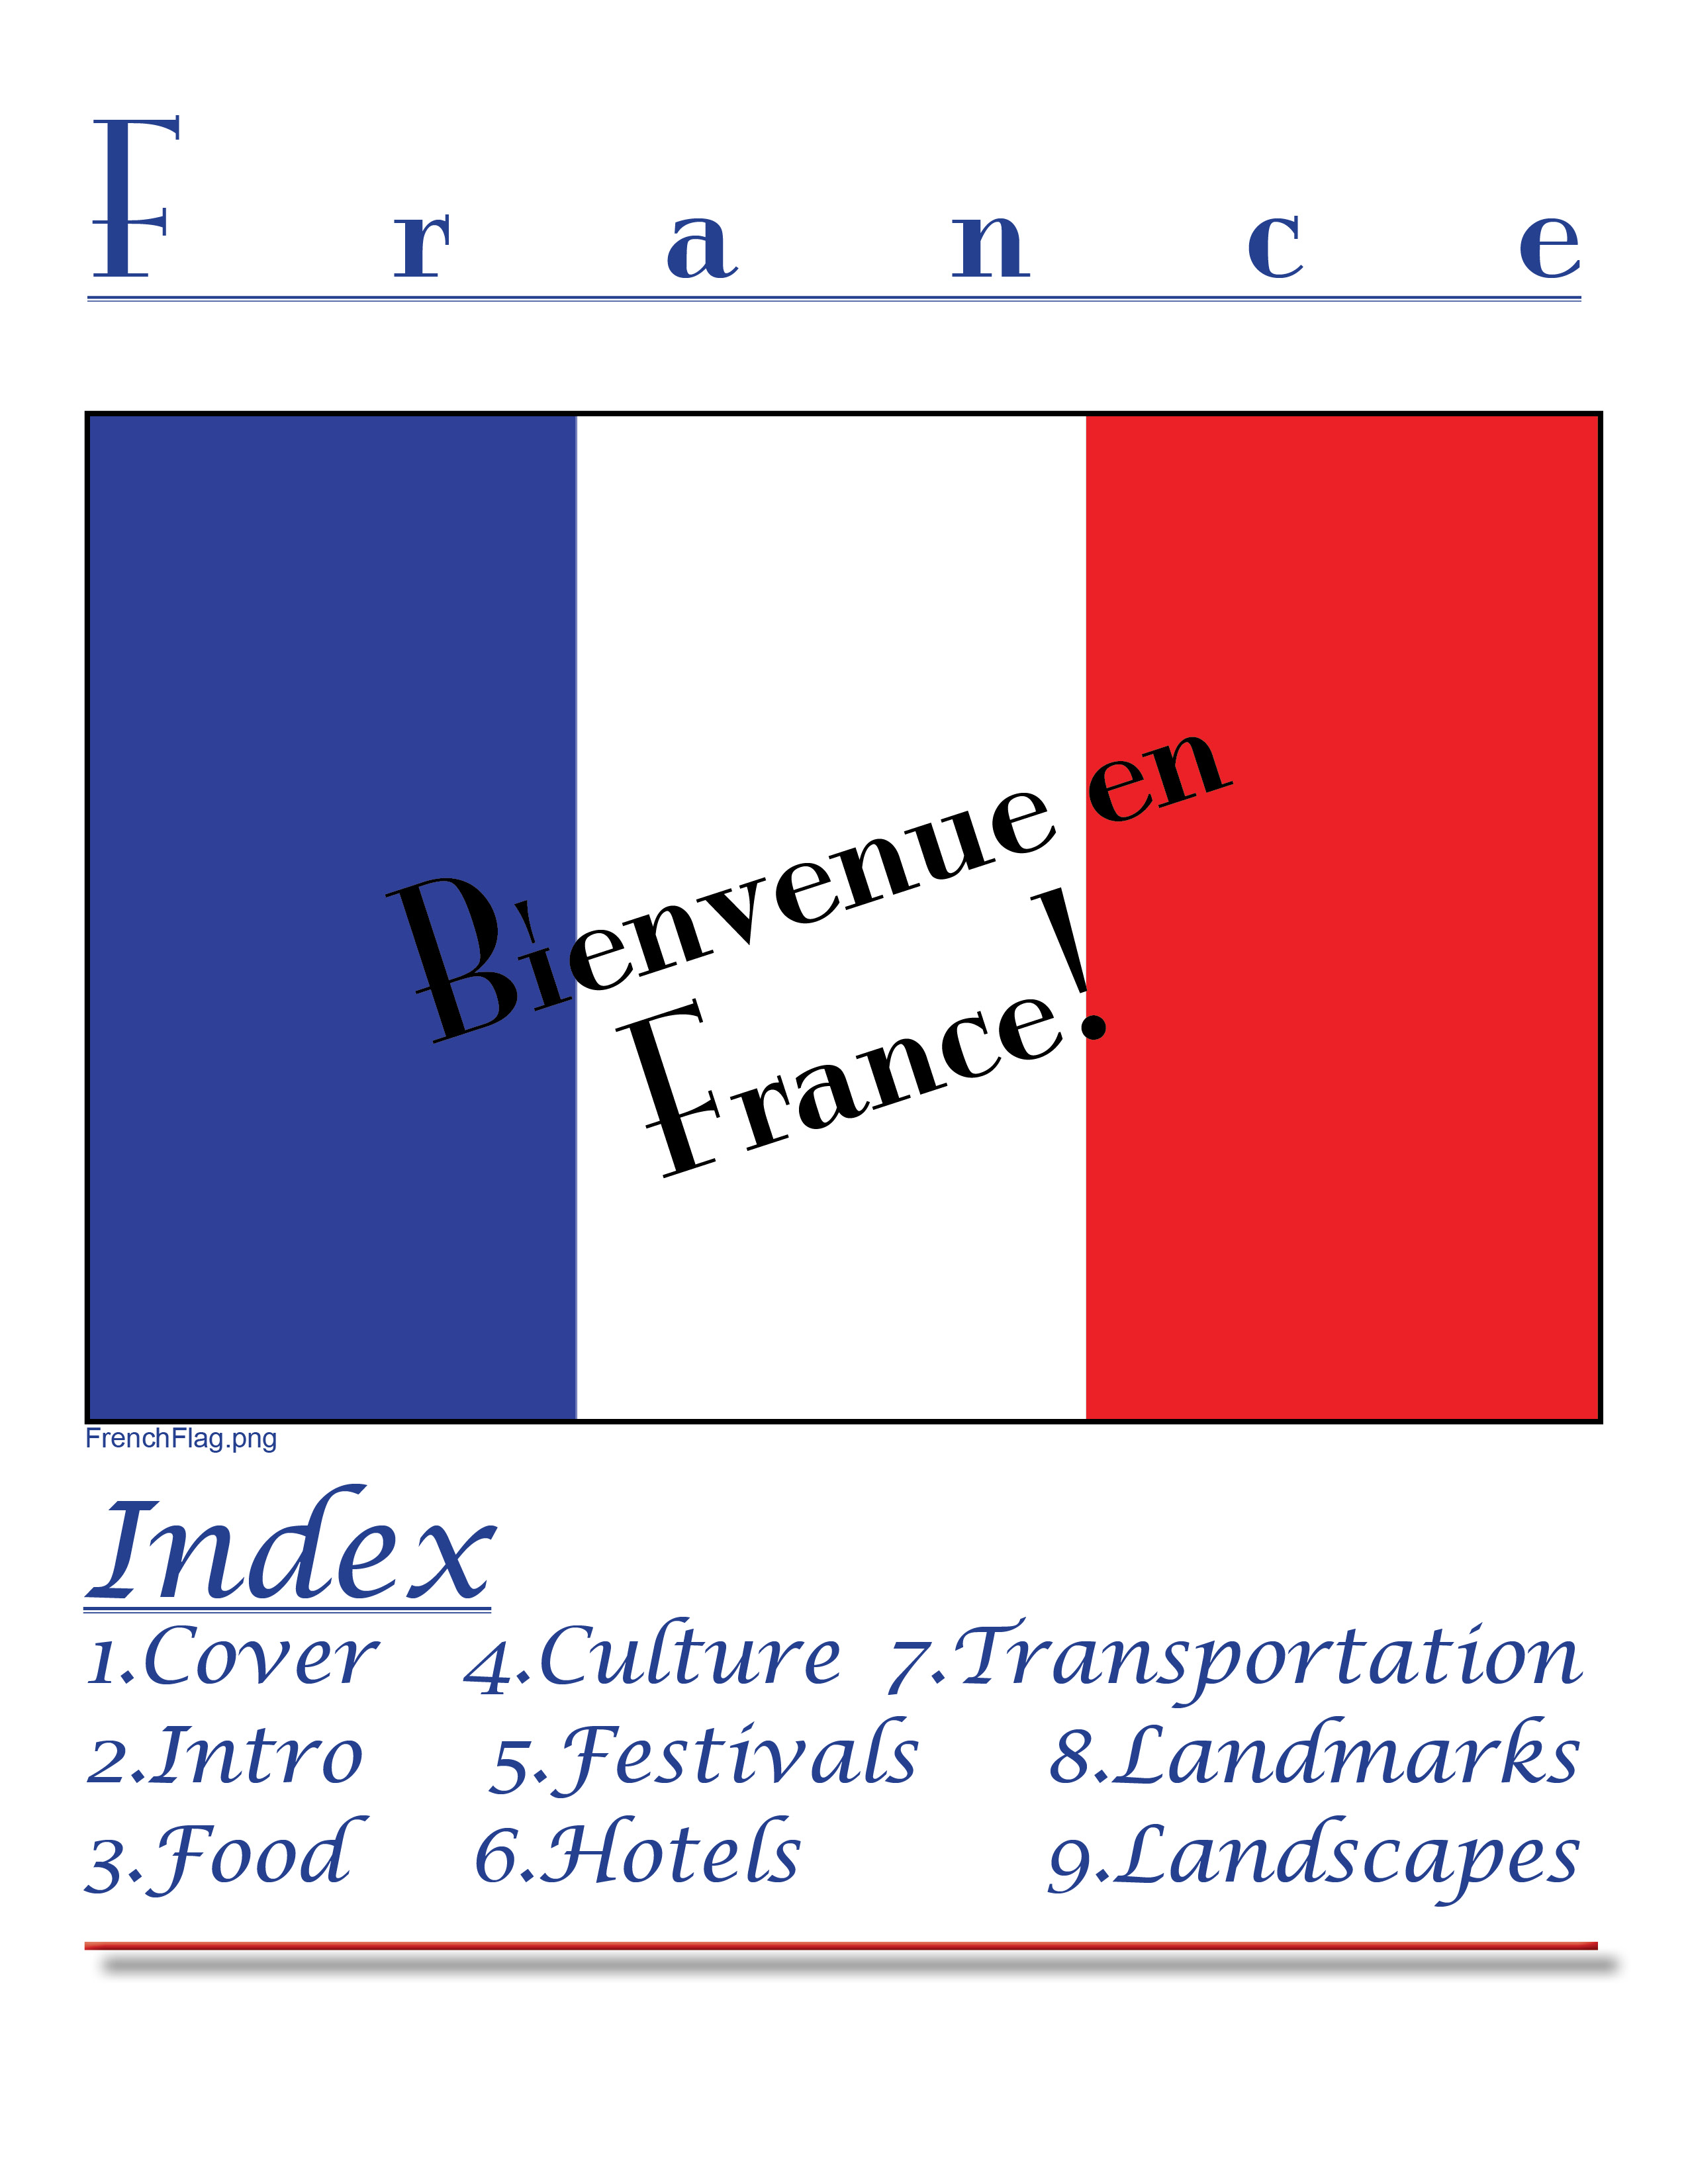 France
Bienvenue en
France!
FrenchFlag.png
Index
1.Cover 4.Culture 7.Transportation
2.Intro 5.Festivals 8.Landmarks
3.Food 6.Hotels 9.Landscapes